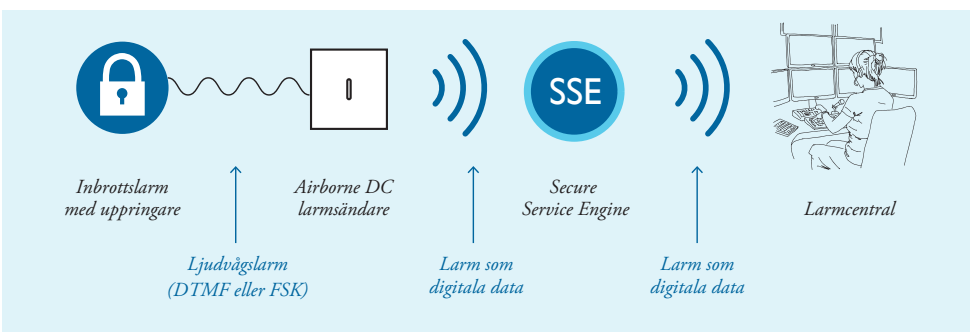 SSE
Inbrottslarm
med uppringare
Airborne DC
larmsändare
Secure
Service Engine
Larmcentral
Ljudvågslarm
(DTMF eller FSK)
Larm som
digitala data
Larm som
digitala data